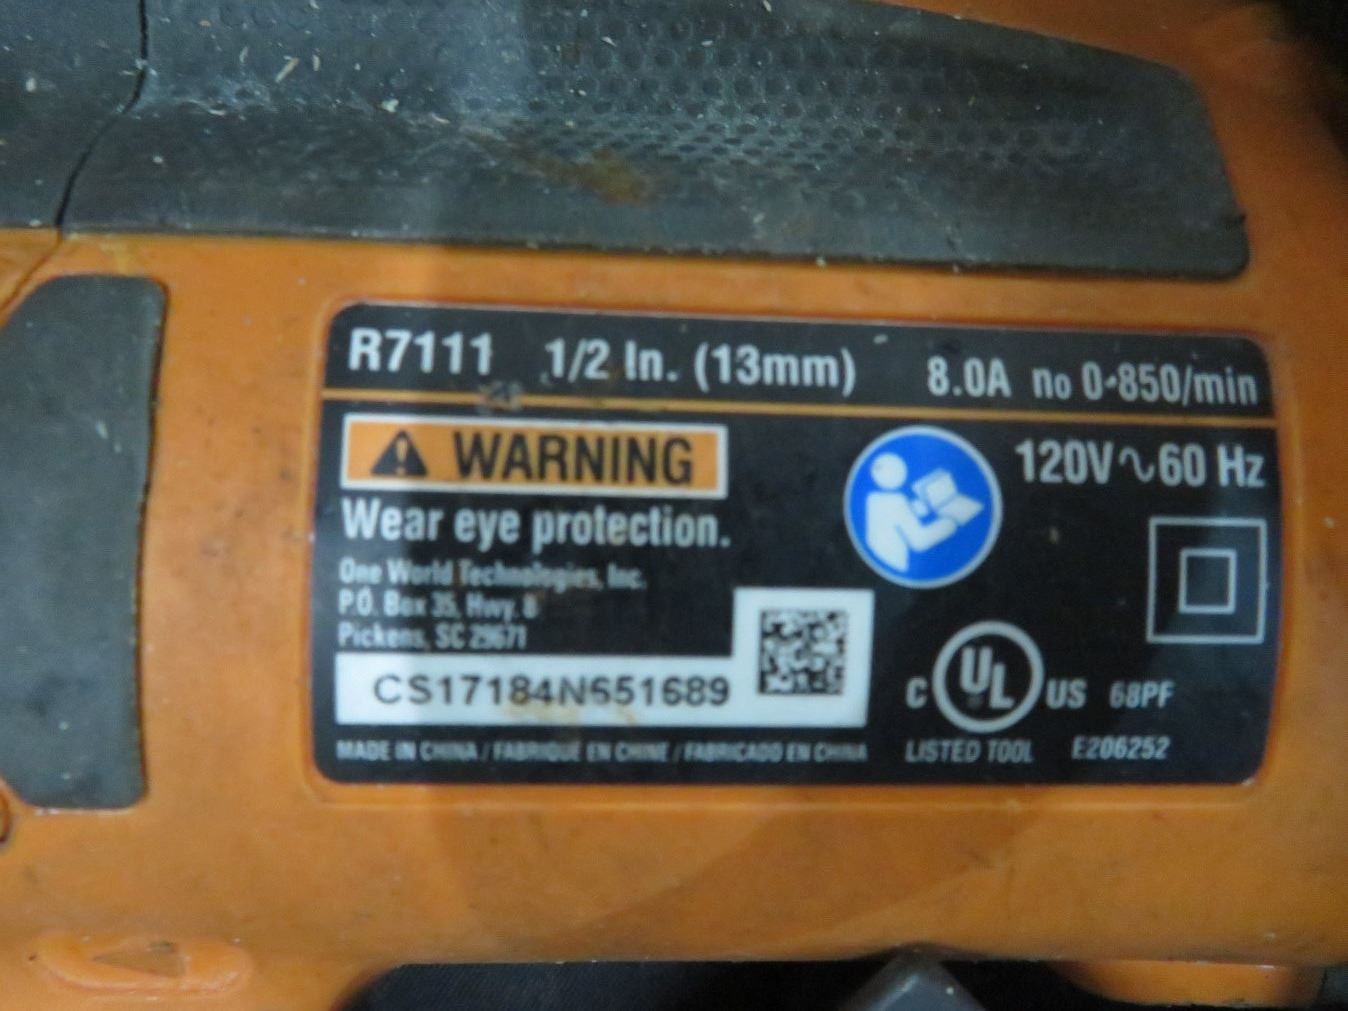 R7111 1/2 In. (13mm) 8.0A no 0-850/min
WARNING
120V~60 Hz
Wear eye protection.
One World Technologies, Inc.
P.O. Box 35, Hwy. 8
Pickens, SC 29671
CS17184N651689
C UL US 68PF
MADE IN CHINA / FABRIQUÉ EN CHINE / FABRICADO EN CHINA
LISTED TOOL E206252